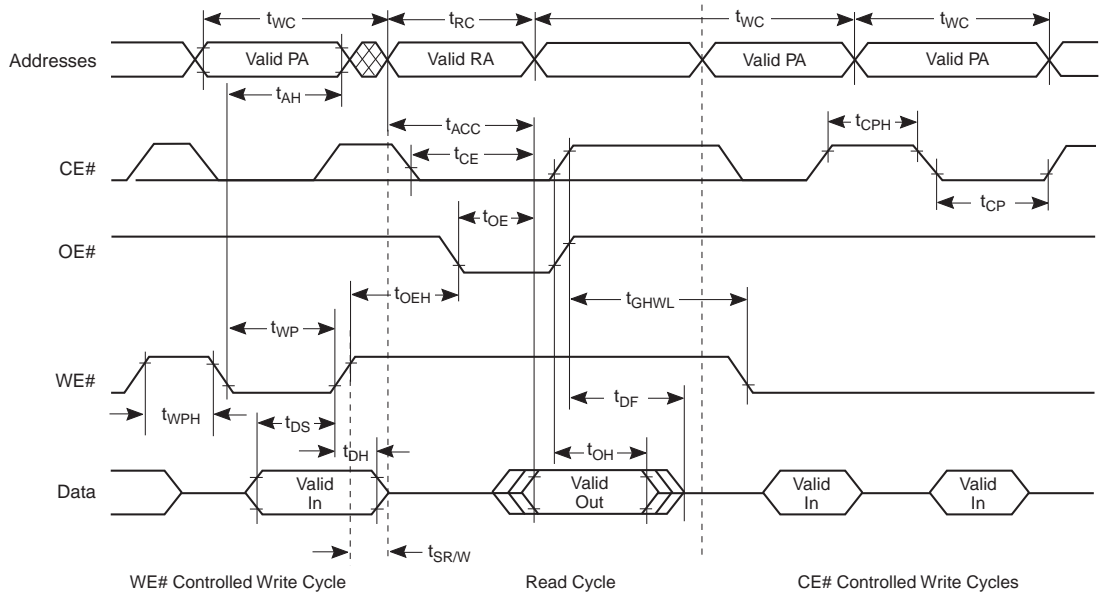 tWC tRC tWC tWC
Addresses Valid PA Valid RA Valid PA Valid PA
tAH
tACC tCPH
CE# tCE
tCP
tOE
OE#
tOEH tGHWL
tWP
WE#
tWPH tDS tDF
tDH tOH
Data Valid In Valid Out Valid In Valid In
tSR/W
WE# Controlled Write Cycle Read Cycle CE# Controlled Write Cycles